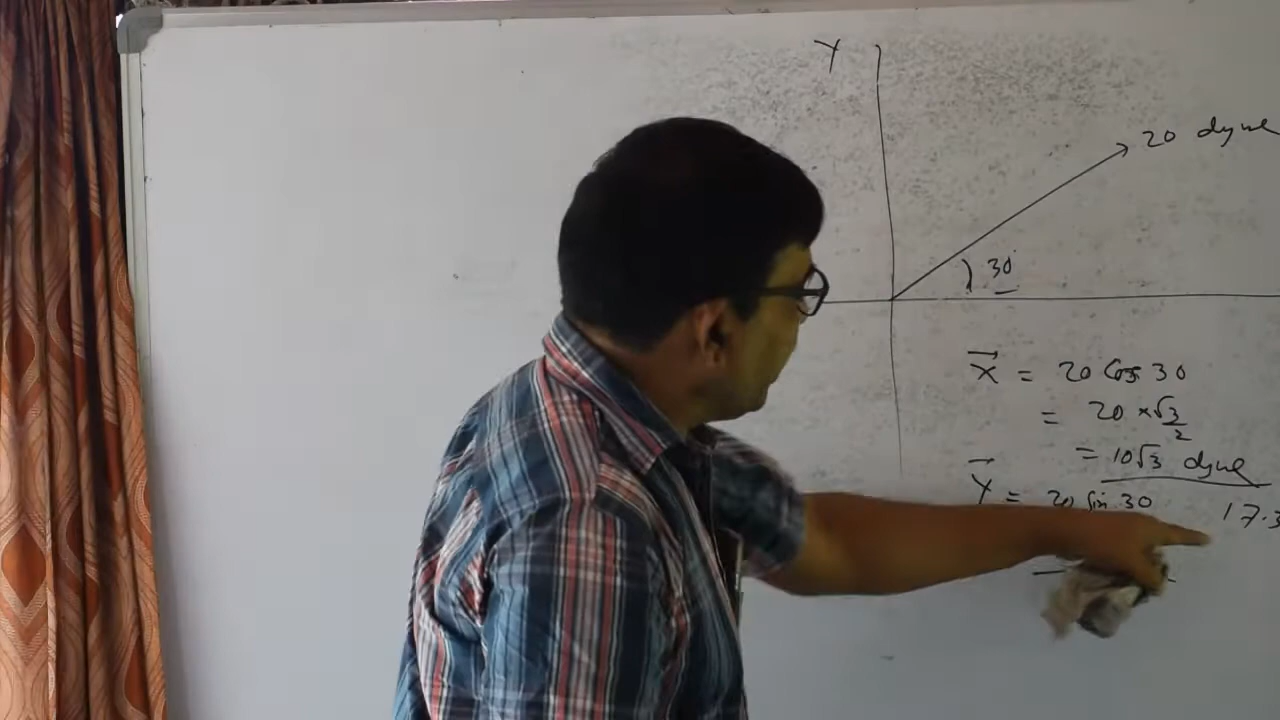 Y
20 dyne
30°
X = 20 Cos 30
= 20 × √3/2
= 10√3 dyne
Y = 20 Sin 30
17.3